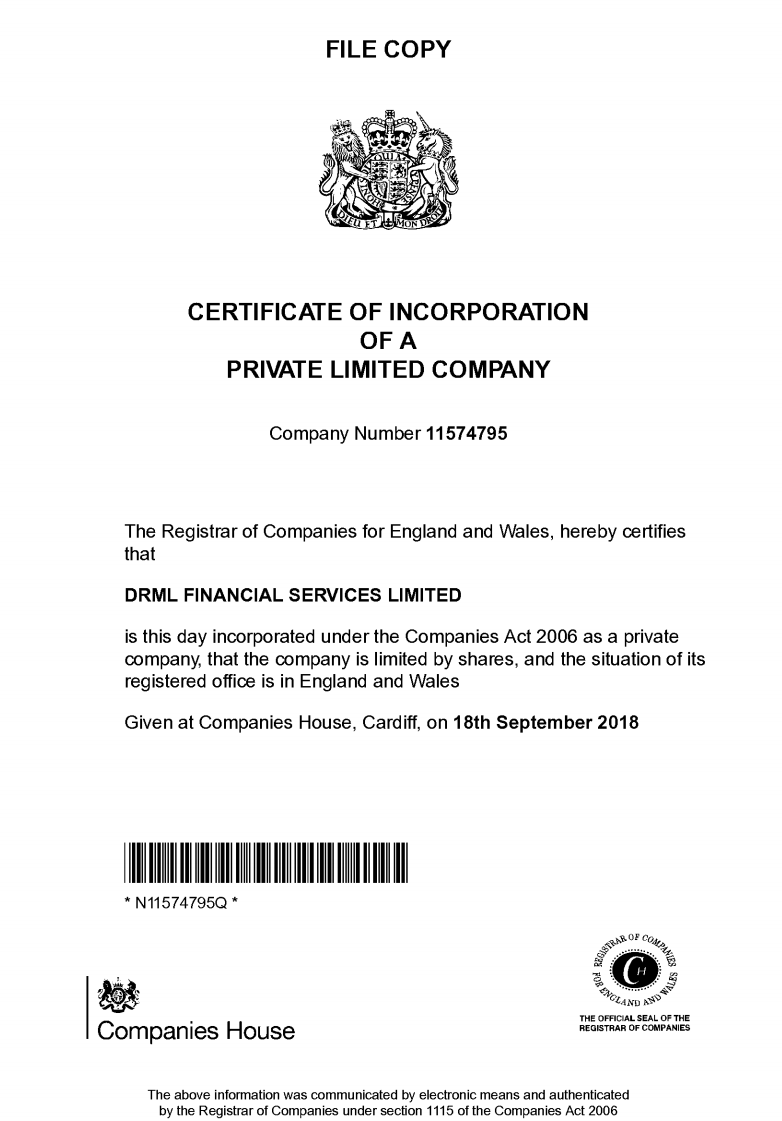 FILE COPY
DIEU ET MON DROIT
CERTIFICATE OF INCORPORATION
OF A
PRIVATE LIMITED COMPANY
Company Number 11574795
The Registrar of Companies for England and Wales, hereby certifies
that
DRML FINANCIAL SERVICES LIMITED
is this day incorporated under the Companies Act 2006 as a private
company, that the company is limited by shares, and the situation of its
registered office is in England and Wales
Given at Companies House, Cardiff, on 18th September 2018
* N11574795Q *
REGISTRAR OF COMPANIES
FOR ENGLAND AND WALES
CH
THE OFFICIAL SEAL OF THE
REGISTRAR OF COMPANIES
Companies House
The above information was communicated by electronic means and authenticated
by the Registrar of Companies under section 1115 of the Companies Act 2006